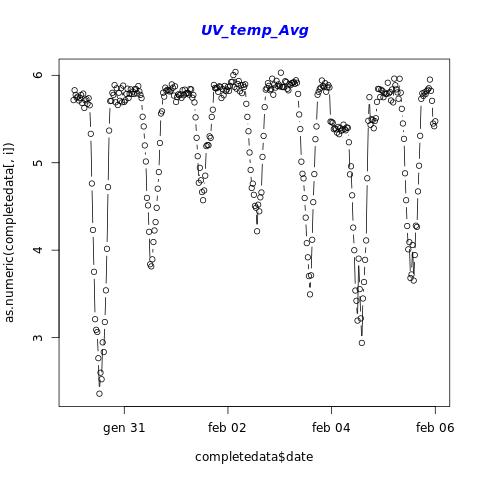 UV_temp_Avg
as.numeric(completedata[, i])
6
5
4
3
gen 31 feb 02 feb 04 feb 06
completedata$date